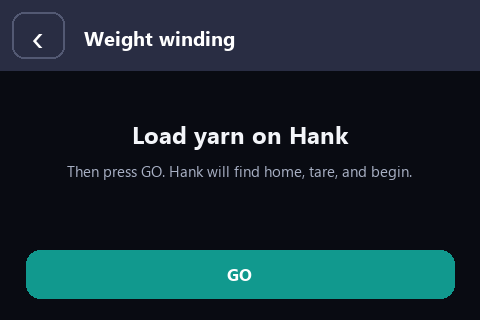 ‹ Weight winding
Load yarn on Hank
Then press GO. Hank will find home, tare, and begin.
GO